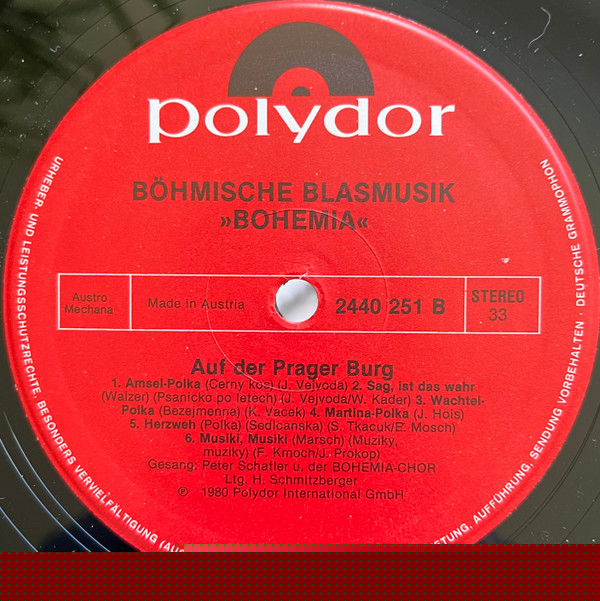 polydor
BÖHMISCHE BLASMUSIK
»BOHEMIA«
Austro
Mechana
Made in Austria
2440 251 B
STEREO
33
Auf der Prager Burg
1. Amsel-Polka (Cerny kos) (J. Vejvoda) 2. Sag, ist das wahr
(Walzer) (Psanicko po letech) (J. Vejvoda/W. Kader) 3. Wachtel-
Polka (Bezejmenna) (K. Vacek) 4. Martina-Polka (J. Hois)
5. Herzweh (Polka) (Sedlcanska) (S. Tkacuk/E. Mosch)
6. Musiki, Musiki (Marsch) (Muziky,
muziky) (F. Kmoch/J. Prokop)
Gesang: Peter Schafler u. der BOHEMIA-CHOR
Ltg. H. Schmitzberger
℗ 1980 Polydor International GmbH
URHEBER- UND LEISTUNGSSCHUTZRECHTE. BESONDERS VERVIELFÄLTIGUNG
AUFFÜHRUNG, SENDUNG VORBEHALTEN · DEUTSCHE GRAMMOPHON